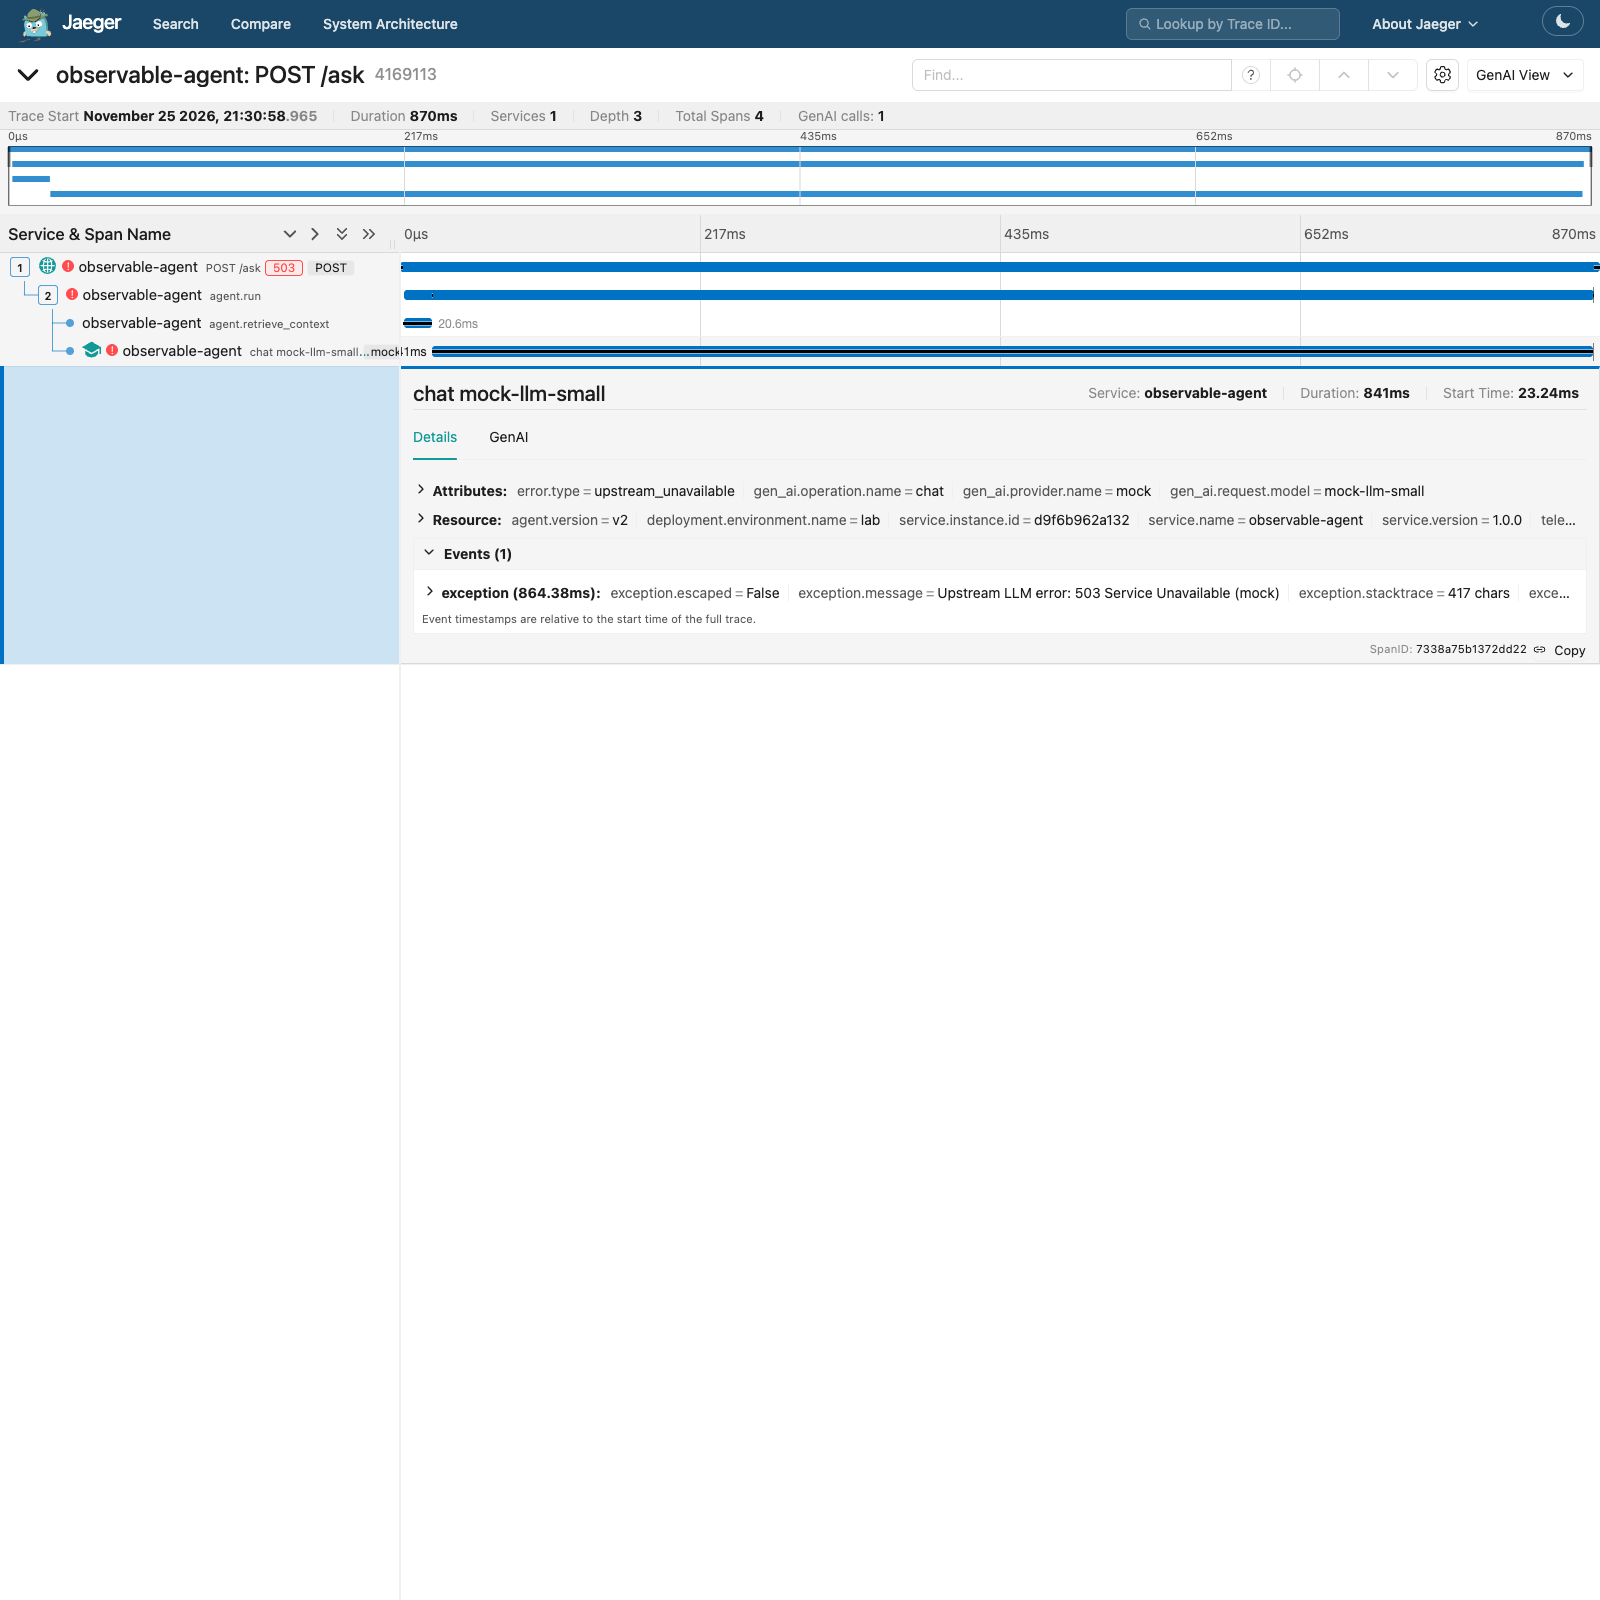 Jaeger Search Compare System Architecture Lookup by Trace ID... About Jaeger
observable-agent: POST /ask 4169113 Find... ? GenAI View
Trace Start November 25 2026, 21:30:58.965 Duration 870ms Services 1 Depth 3 Total Spans 4 GenAI calls: 1
0μs 217ms 435ms 652ms 870ms
Service & Span Name 0μs 217ms 435ms 652ms 870ms
1 observable-agent POST /ask 503 POST
2 observable-agent agent.run
observable-agent agent.retrieve_context 20.6ms
observable-agent chat mock-llm-small... mock 41ms
chat mock-llm-small Service: observable-agent Duration: 841ms Start Time: 23.24ms
Details GenAI
Attributes: error.type = upstream_unavailable gen_ai.operation.name = chat gen_ai.provider.name = mock gen_ai.request.model = mock-llm-small
Resource: agent.version = v2 deployment.environment.name = lab service.instance.id = d9f6b962a132 service.name = observable-agent service.version = 1.0.0 tele...
Events (1)
exception (864.38ms): exception.escaped = False exception.message = Upstream LLM error: 503 Service Unavailable (mock) exception.stacktrace = 417 chars exce...
Event timestamps are relative to the start time of the full trace.
SpanID: 7338a75b1372dd22 Copy